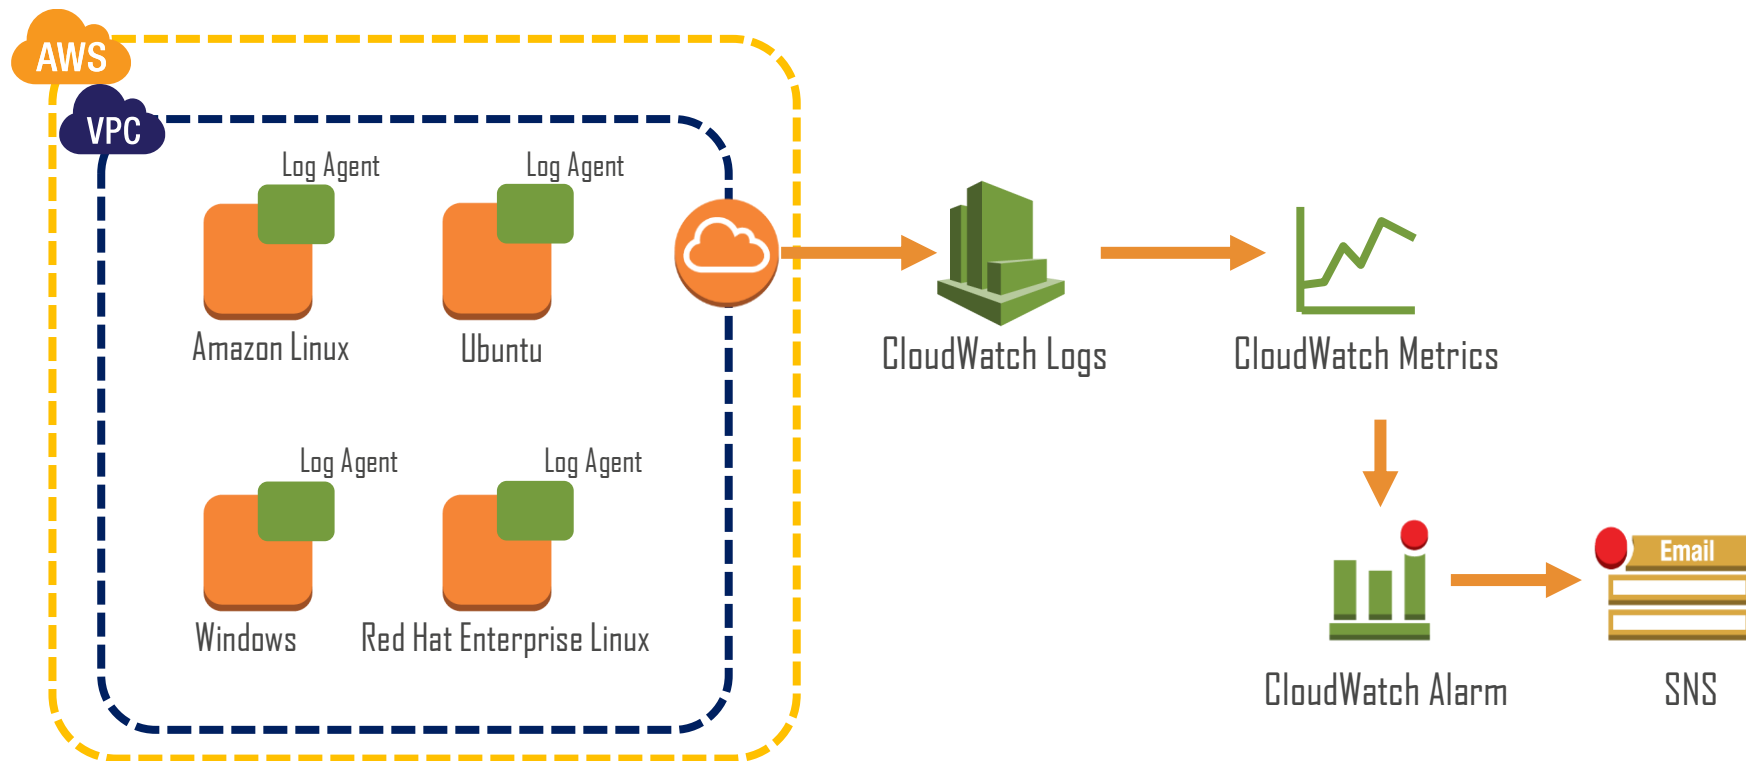 AWS
VPC
Log Agent
Log Agent
Amazon Linux
Ubuntu
CloudWatch Logs
CloudWatch Metrics
Log Agent
Log Agent
Windows
Red Hat Enterprise Linux
Email
CloudWatch Alarm
SNS